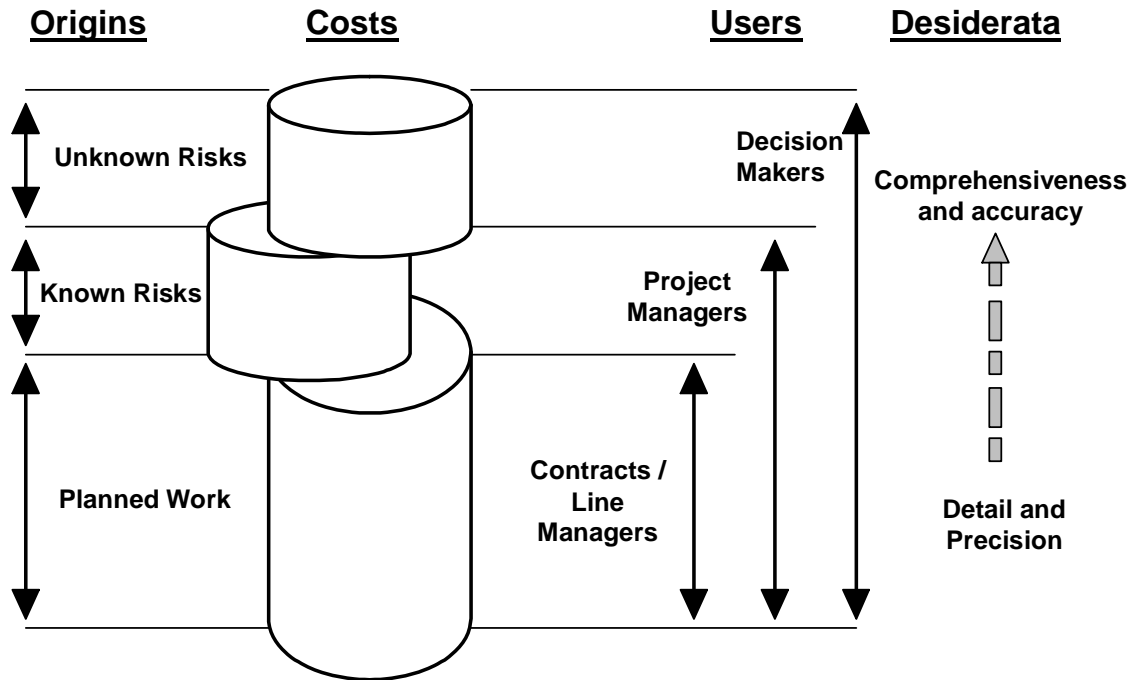 Origins
Costs
Users
Desiderata
Unknown Risks
Decision
Makers
Comprehensiveness
and accuracy
Known Risks
Project
Managers
Planned Work
Contracts /
Line
Managers
Detail and
Precision